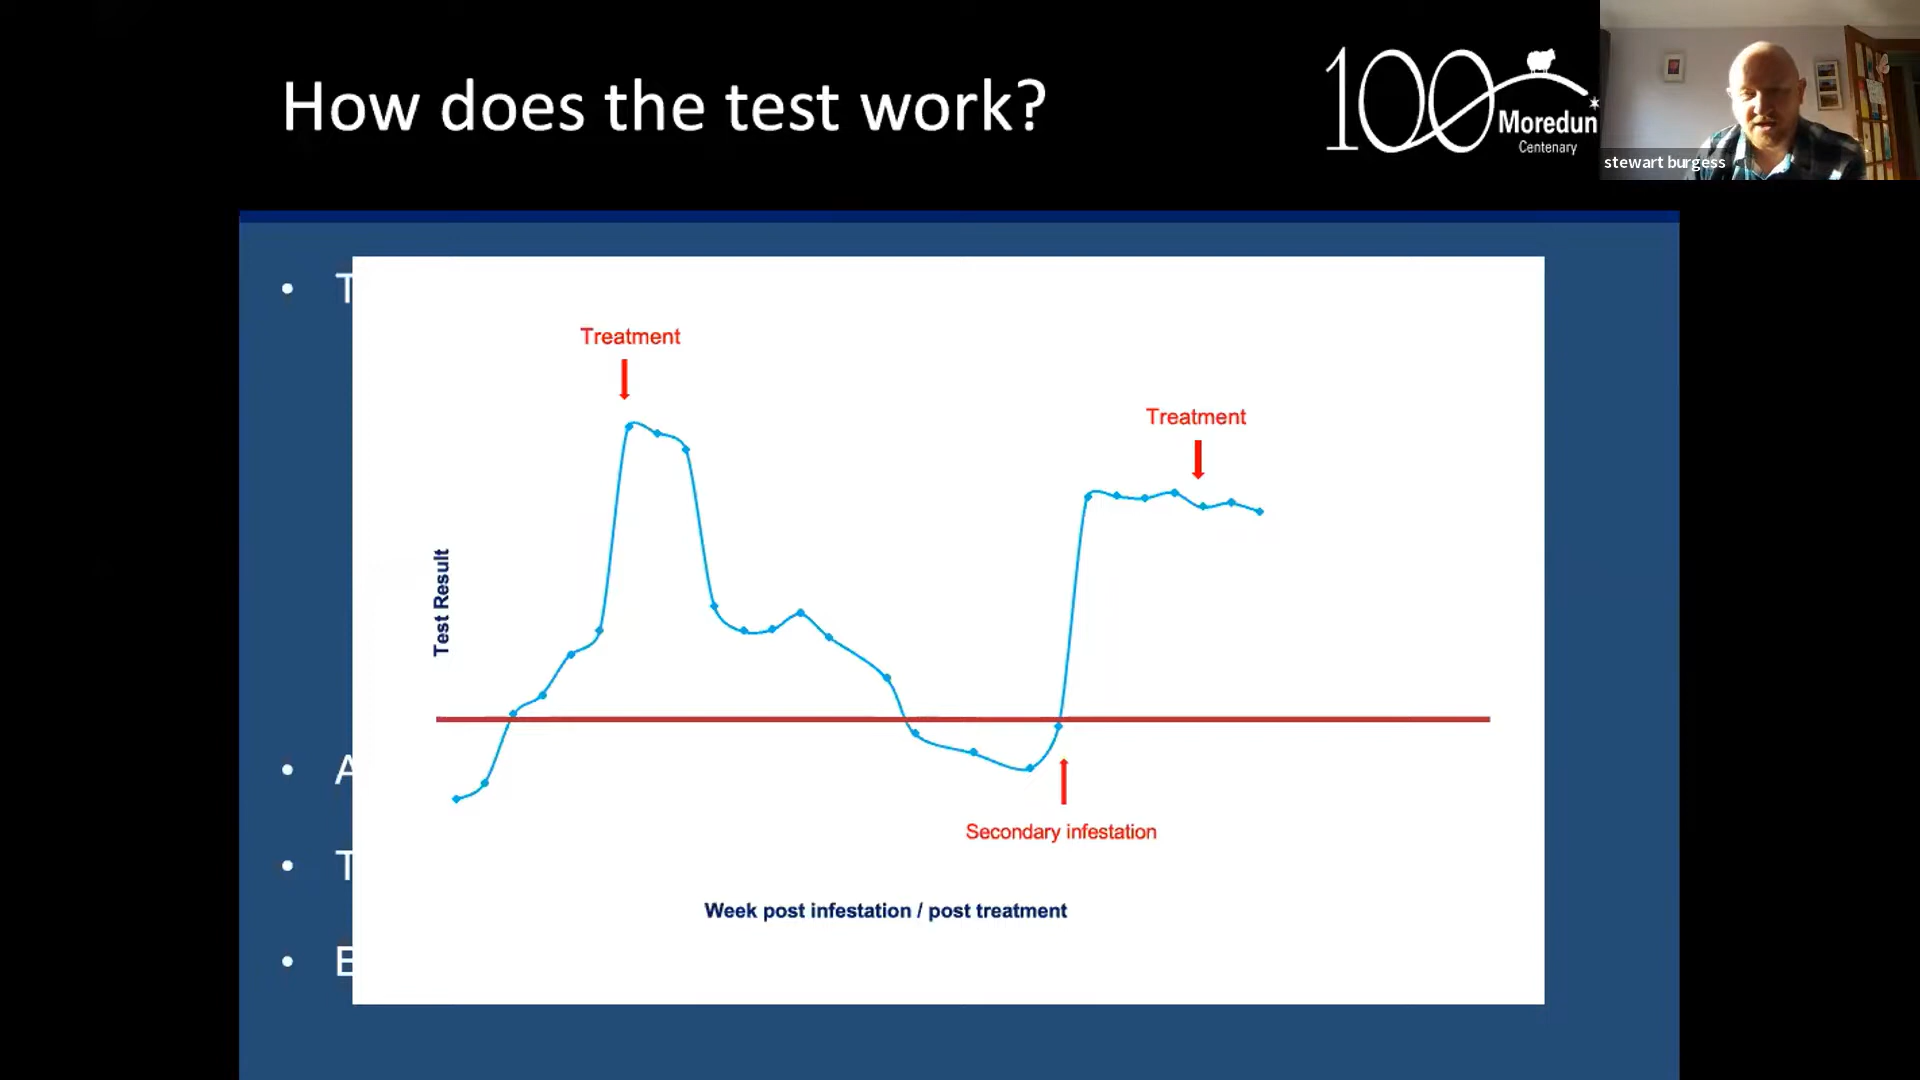 How does the test work?
100
Moredun
Centenary
stewart burgess
• T
Treatment
Treatment
Test Result
• A
Secondary infestation
• T
Week post infestation / post treatment
• E